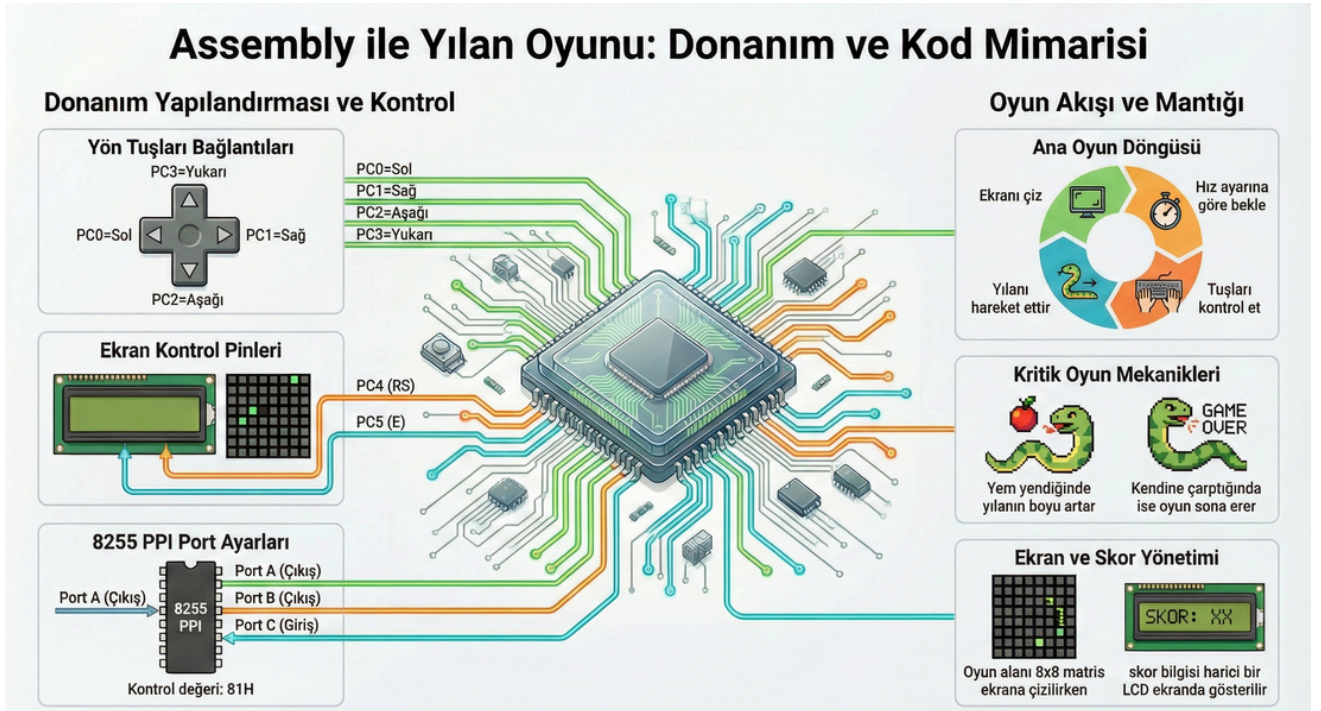 Assembly ile Yılan Oyunu: Donanım ve Kod Mimarisi
Donanım Yapılandırması ve Kontrol
Yön Tuşları Bağlantıları
PC3=Yukarı
PC0=Sol
PC1=Sağ
PC2=Aşağı
PC0=Sol
PC1=Sağ
PC2=Aşağı
PC3=Yukarı
Ekran Kontrol Pinleri
PC4 (RS)
PC5 (E)
8255 PPI Port Ayarları
Port A (Çıkış)
8255
PPI
Port A (Çıkış)
Port B (Çıkış)
Port C (Giriş)
Kontrol değeri: 81H
Oyun Akışı ve Mantığı
Ana Oyun Döngüsü
Ekranı çiz
Hız ayarına
göre bekle
Yılanı
hareket ettir
Tuşları
kontrol et
Kritik Oyun Mekanikleri
GAME
OVER
Yem yendiğinde
yılanın boyu artar
Kendine çarptığında
ise oyun sona erer
Ekran ve Skor Yönetimi
SKOR: XX
Oyun alanı 8x8 matris
ekrana çizilirken
skor bilgisi harici bir
LCD ekranda gösterilir